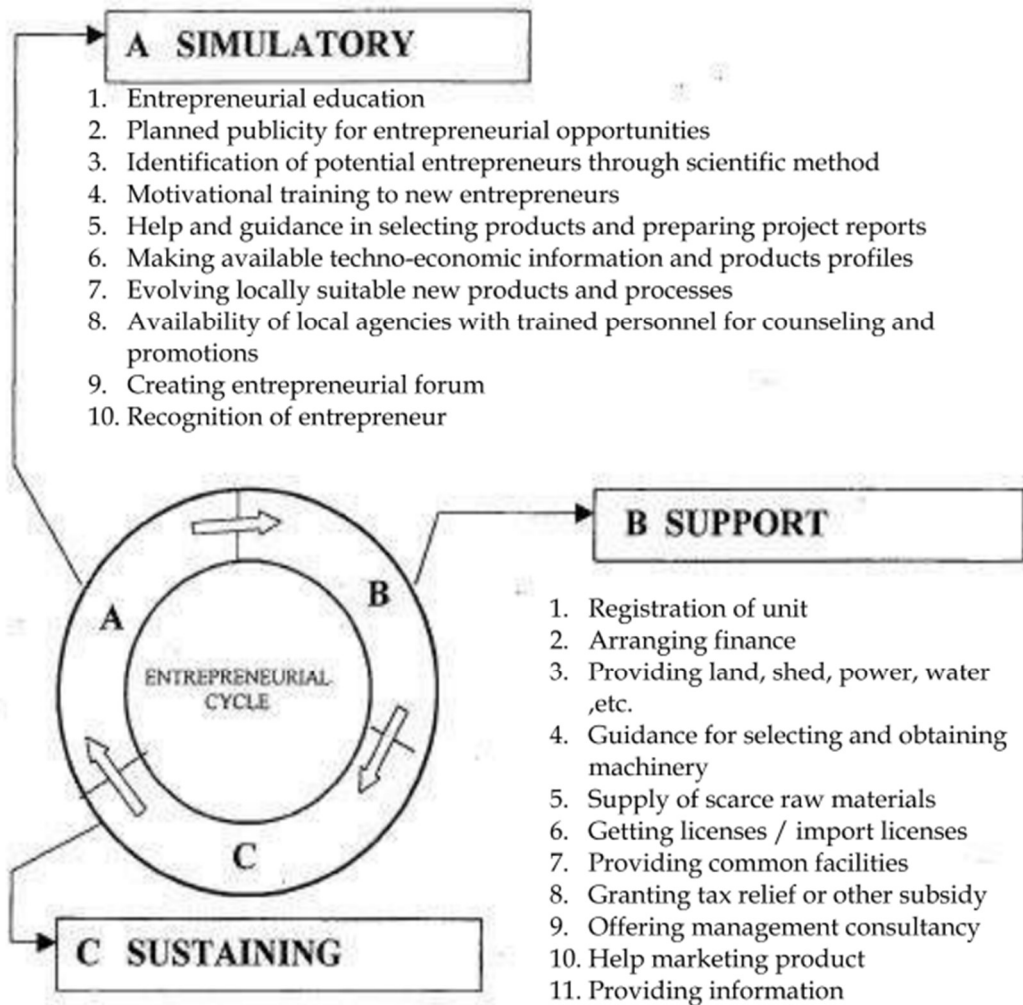 A SIMULATORY
1. Entrepreneurial education
2. Planned publicity for entrepreneurial opportunities
3. Identification of potential entrepreneurs through scientific method
4. Motivational training to new entrepreneurs
5. Help and guidance in selecting products and preparing project reports
6. Making available techno-economic information and products profiles
7. Evolving locally suitable new products and processes
8. Availability of local agencies with trained personnel for counseling and
promotions
9. Creating entrepreneurial forum
10. Recognition of entrepreneur
A
B
C
ENTREPRENEURIAL
CYCLE
B SUPPORT
1. Registration of unit
2. Arranging finance
3. Providing land, shed, power, water
,etc.
4. Guidance for selecting and obtaining
machinery
5. Supply of scarce raw materials
6. Getting licenses / import licenses
7. Providing common facilities
8. Granting tax relief or other subsidy
9. Offering management consultancy
10. Help marketing product
11. Providing information
C SUSTAINING